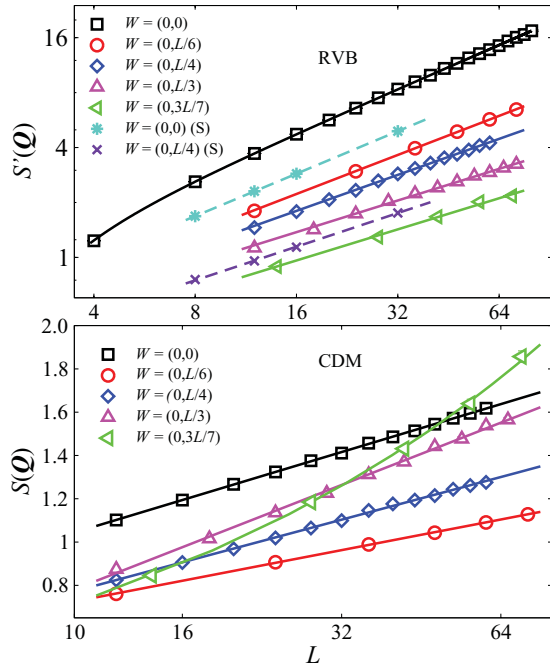 S'(Q)
16
4
1
W = (0,0)
W = (0,L/6)
W = (0,L/4)
W = (0,L/3)
W = (0,3L/7)
W = (0,0) (S)
W = (0,L/4) (S)
RVB
4 8 16 32 64
S(Q)
2.0
1.8
1.6
1.4
1.2
1
0.8
W = (0,0)
W = (0,L/6)
W = (0,L/4)
W = (0,L/3)
W = (0,3L/7)
CDM
10 16 32 64
L